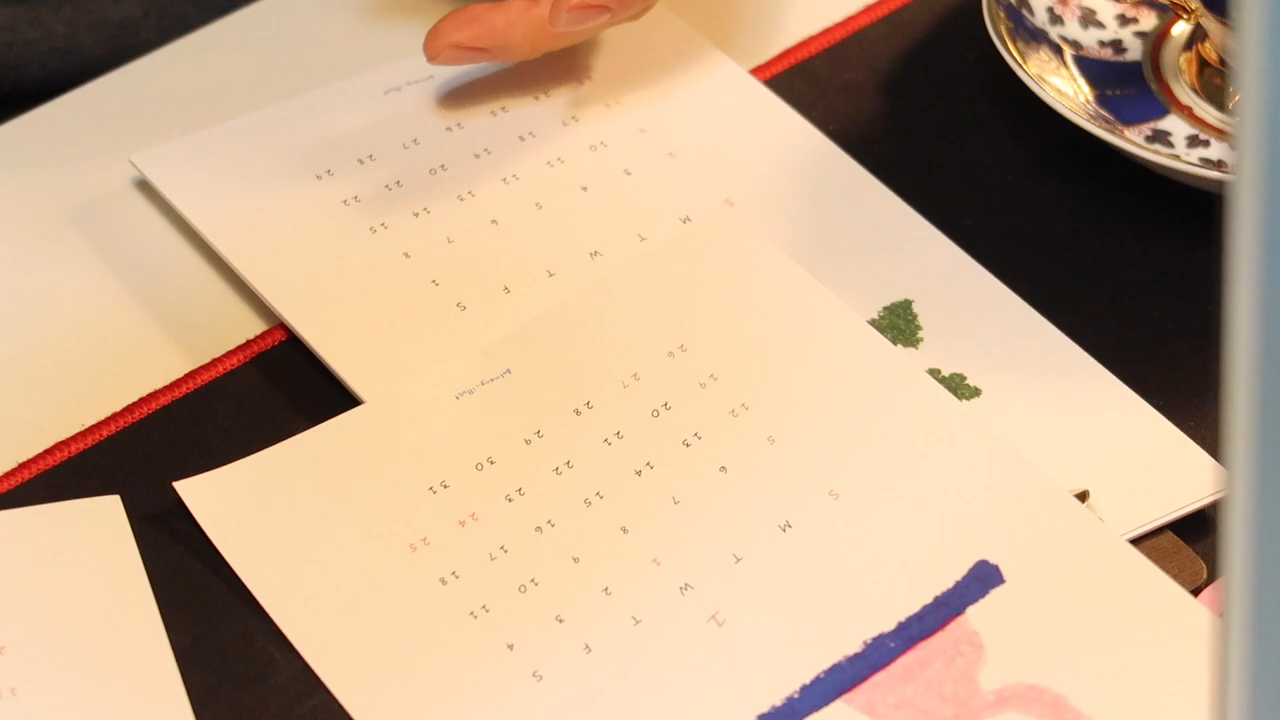 1
S M T W T F S
1 2 3 4
5 6 7 8 9 10 11
12 13 14 15 16 17 18
19 20 21 22 23 24 25
26 27 28 29 30 31
S M T W T F S
1
2 3 4 5 6 7 8
9 10 11 12 13 14 15
16 17 18 19 20 21 22
24 25 26 27 28 29